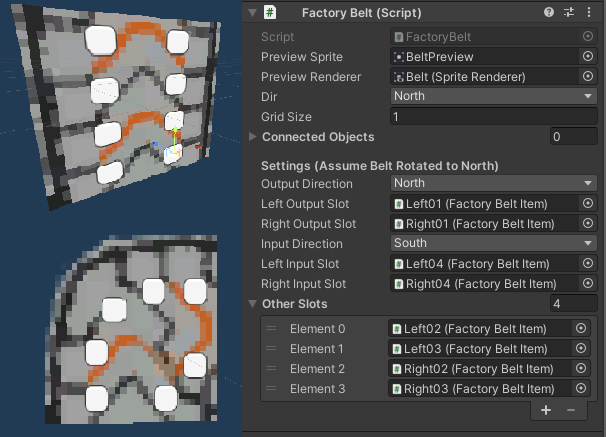 Factory Belt (Script)
Script FactoryBelt
Preview Sprite BeltPreview
Preview Renderer Belt (Sprite Renderer)
Dir North
Grid Size 1
Connected Objects 0
Settings (Assume Belt Rotated to North)
Output Direction North
Left Output Slot Left01 (Factory Belt Item)
Right Output Slot Right01 (Factory Belt Item)
Input Direction South
Left Input Slot Left04 (Factory Belt Item)
Right Input Slot Right04 (Factory Belt Item)
Other Slots 4
Element 0 Left02 (Factory Belt Item)
Element 1 Left03 (Factory Belt Item)
Element 2 Right02 (Factory Belt Item)
Element 3 Right03 (Factory Belt Item)